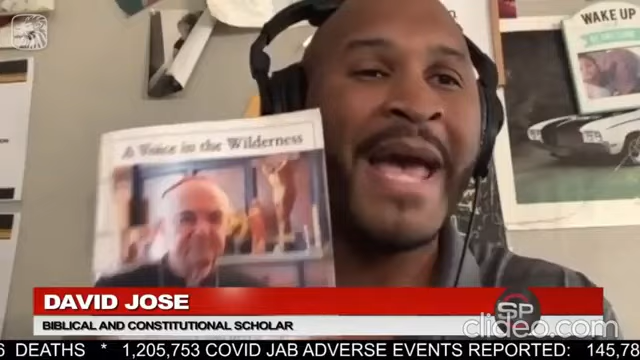 WAKE UP
A Voice in the Wilderness
DAVID JOSE
BIBLICAL AND CONSTITUTIONAL SCHOLAR
SP
clideo.com
6 DEATHS * 1,205,753 COVID JAB ADVERSE EVENTS REPORTED: 145,78